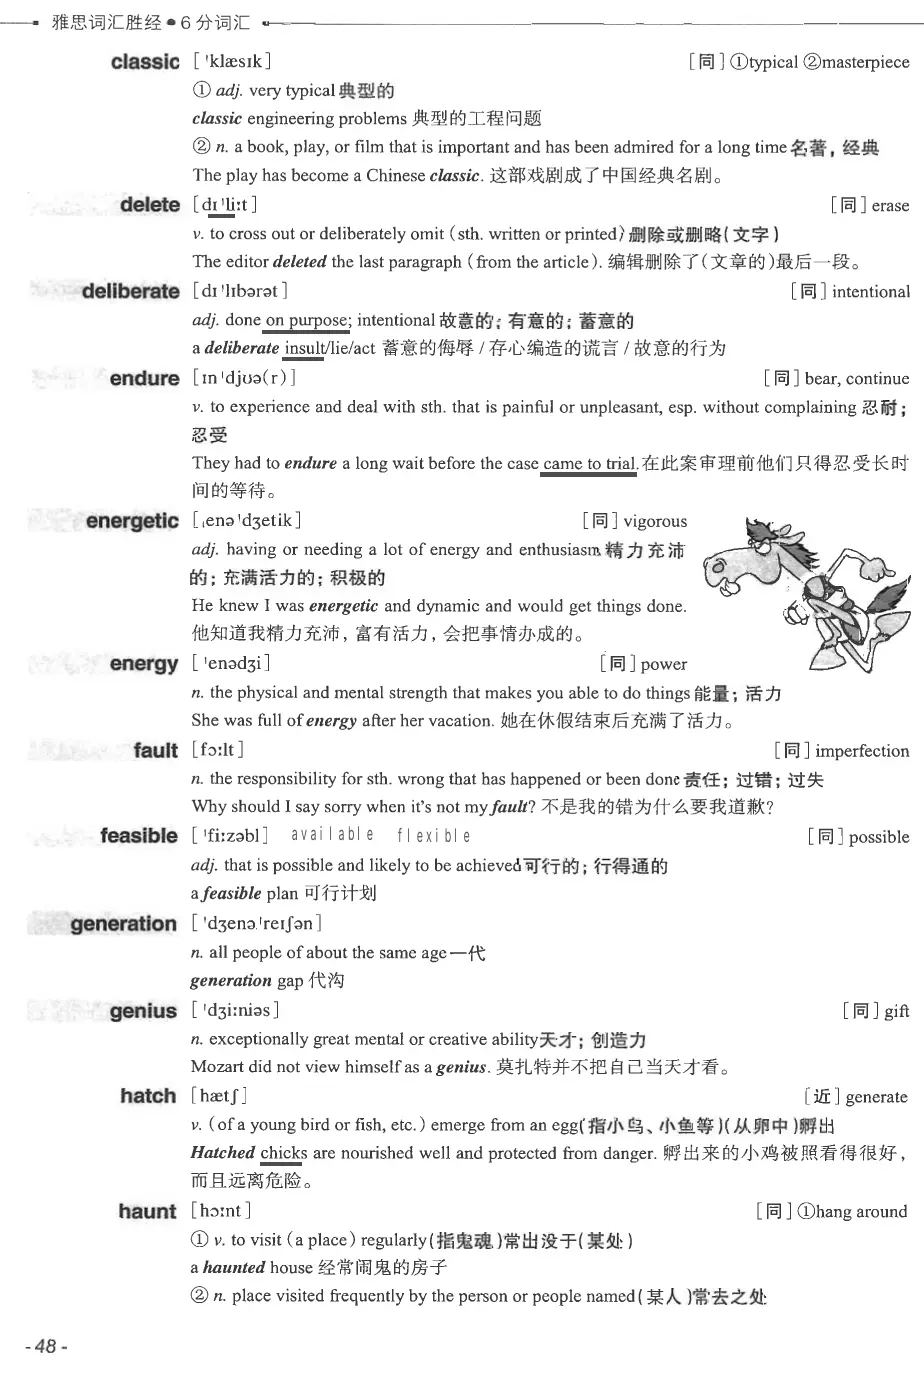 雅思词汇胜经●6分词汇
classic [ˈklæsɪk] [同]①typical ②masterpiece
① adj. very typical 典型的
classic engineering problems 典型的工程问题
② n. a book, play, or film that is important and has been admired for a long time 名著，经典
The play has become a Chinese classic. 这部戏剧成了中国经典名剧。
delete [dɪˈliːt] [同]erase
v. to cross out or deliberately omit (sth. written or printed) 删除或删略(文字)
The editor deleted the last paragraph (from the article). 编辑删除了(文章的)最后一段。
deliberate [dɪˈlɪbərət] [同]intentional
adj. done on purpose; intentional 故意的；有意的；蓄意的
a deliberate insult/lie/act 蓄意的侮辱/存心编造的谎言/故意的行为
endure [ɪnˈdjʊə(r)] [同]bear, continue
v. to experience and deal with sth. that is painful or unpleasant, esp. without complaining 忍耐；
忍受
They had to endure a long wait before the case came to trial. 在此案审理前他们只得忍受长时
间的等待。
energetic [ˌenəˈdʒetik] [同]vigorous
adj. having or needing a lot of energy and enthusiasm 精力充沛
的；充满活力的；积极的
He knew I was energetic and dynamic and would get things done.
他知道我精力充沛，富有活力，会把事情办成的。
energy [ˈenədʒi] [同]power
n. the physical and mental strength that makes you able to do things 能量；活力
She was full of energy after her vacation. 她在休假结束后充满了活力。
fault [fɔːlt] [同]imperfection
n. the responsibility for sth. wrong that has happened or been done 责任；过错；过失
Why should I say sorry when it's not my fault? 不是我的错为什么要我道歉?
feasible [ˈfiːzəbl] available flexible [同]possible
adj. that is possible and likely to be achieved 可行的；行得通的
a feasible plan 可行计划
generation [ˈdʒenəˌreɪʃən]
n. all people of about the same age 一代
generation gap 代沟
genius [ˈdʒiːniəs] [同]gift
n. exceptionally great mental or creative ability 天才；创造力
Mozart did not view himself as a genius. 莫扎特并不把自己当天才看。
hatch [hætʃ] [近]generate
v. (of a young bird or fish, etc.) emerge from an egg(指小鸟、小鱼等)(从卵中)孵出
Hatched chicks are nourished well and protected from danger. 孵出来的小鸡被照看得很好，
而且远离危险。
haunt [hɔːnt] [同]①hang around
① v. to visit (a place) regularly(指鬼魂)常出没于(某处)
a haunted house 经常闹鬼的房子
② n. place visited frequently by the person or people named(某人)常去之处
- 48 -